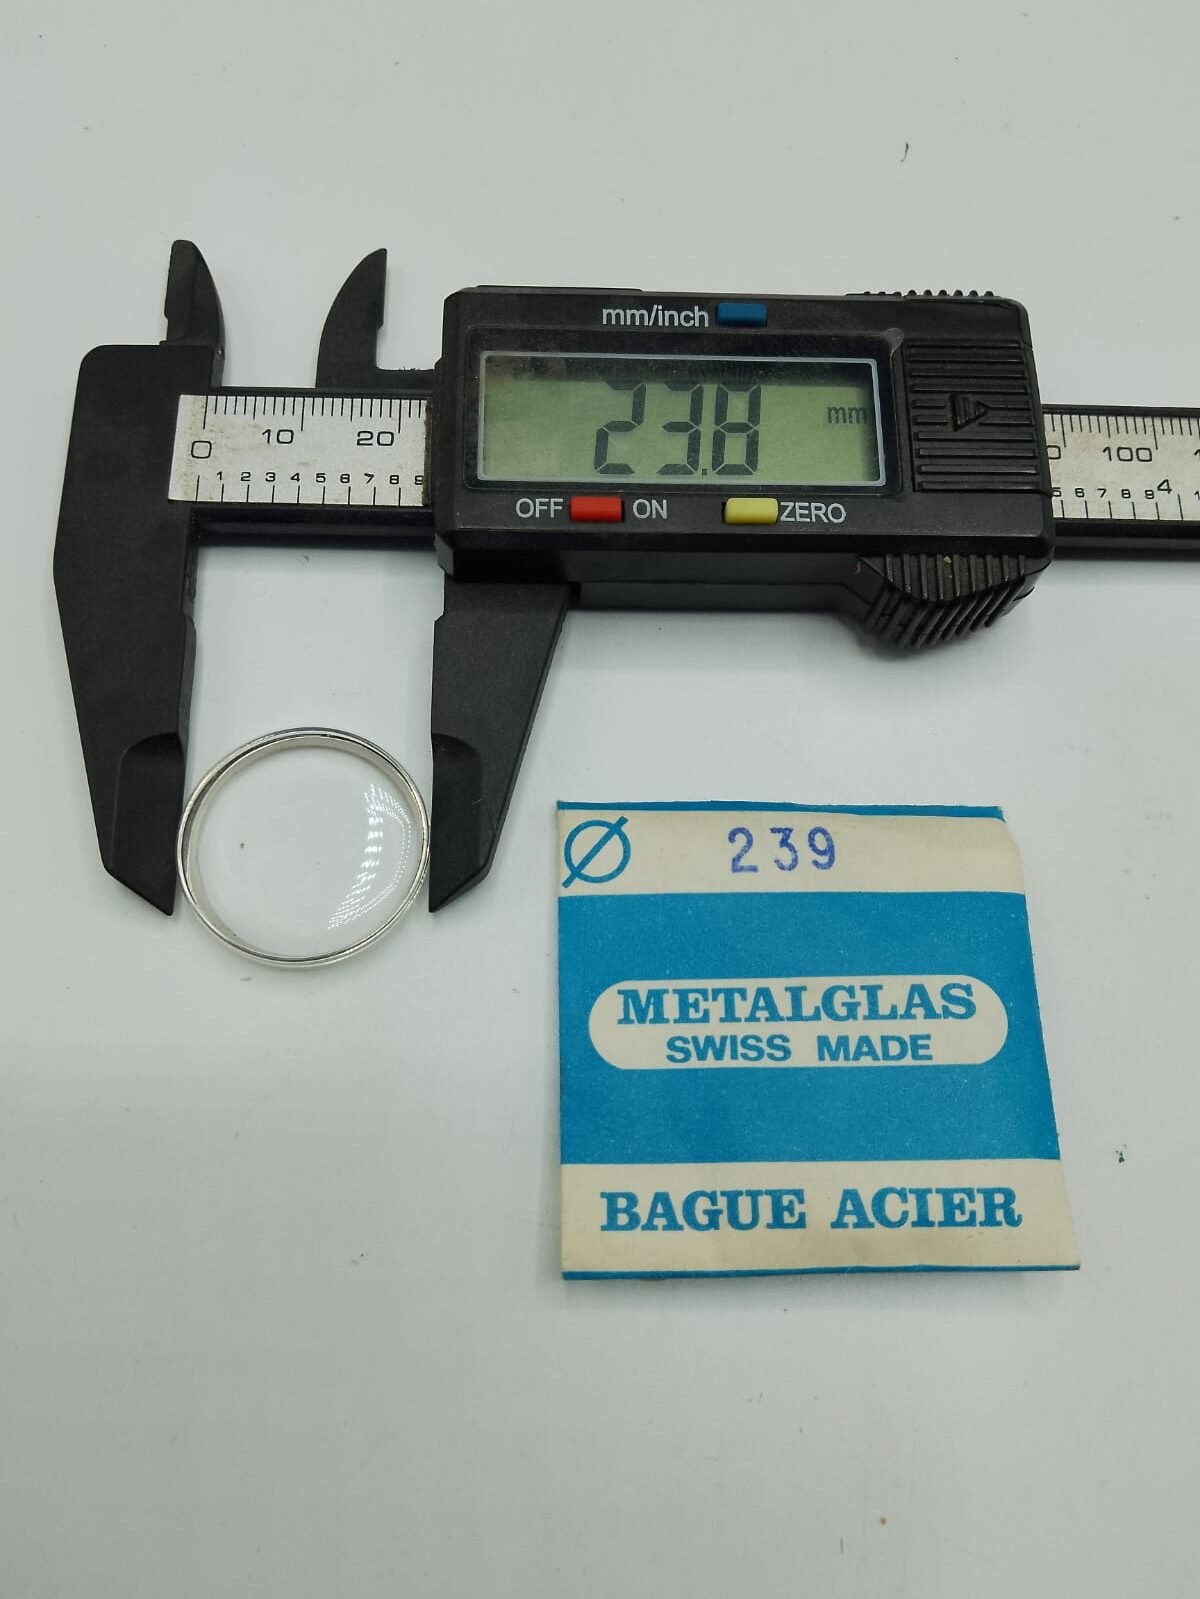 mm/inch
23.8 mm
0 10 20
1 2 3 4 5 6 7 8 9
OFF ON ZERO
100
5 6 7 8 9 4
Ø 239
METALGLAS
SWISS MADE
BAGUE ACIER